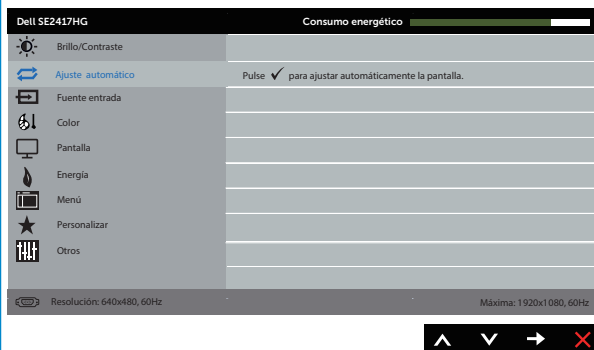 Dell SE2417HG Consumo energético
Brillo/Contraste
Ajuste automático Pulse ✓ para ajustar automáticamente la pantalla.
Fuente entrada
Color
Pantalla
Energía
Menú
Personalizar
Otros
Resolución: 640x480, 60Hz Máxima: 1920x1080, 60Hz